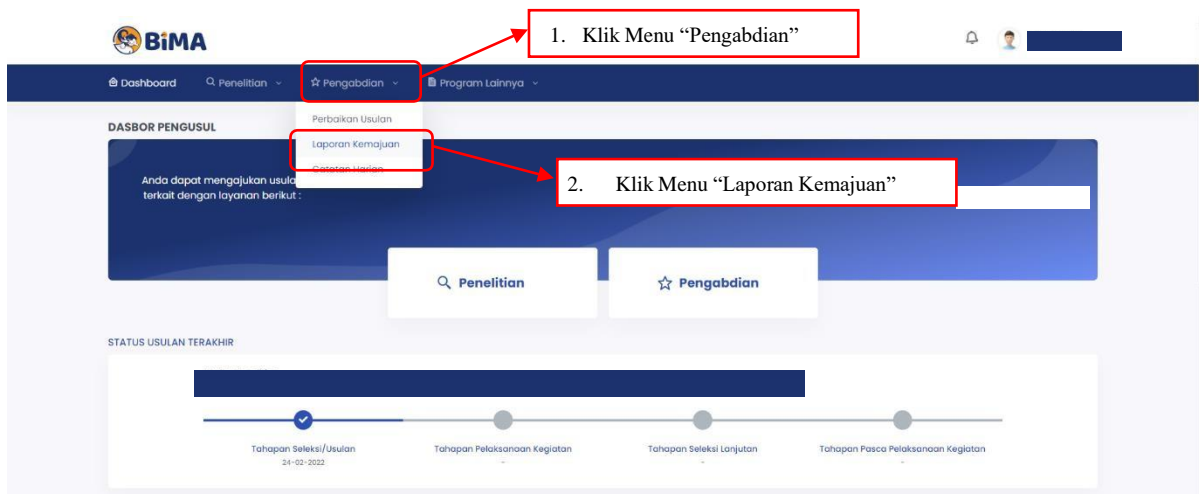 BiMA
1. Klik Menu “Pengabdian”
Dashboard Penelitian Pengabdian Program Lainnya
DASBOR PENGUSUL
Perbaikan Usulan
Laporan Kemajuan
Catatan Harian
Anda dapat mengajukan usula
terkait dengan layanan berikut :
2. Klik Menu “Laporan Kemajuan”
Penelitian Pengabdian
STATUS USULAN TERAKHIR
Tahapan Seleksi/Usulan Tahapan Pelaksanaan Kegiatan Tahapan Seleksi Lanjutan Tahapan Pasca Pelaksanaan Kegiatan
24-02-2022 - - -